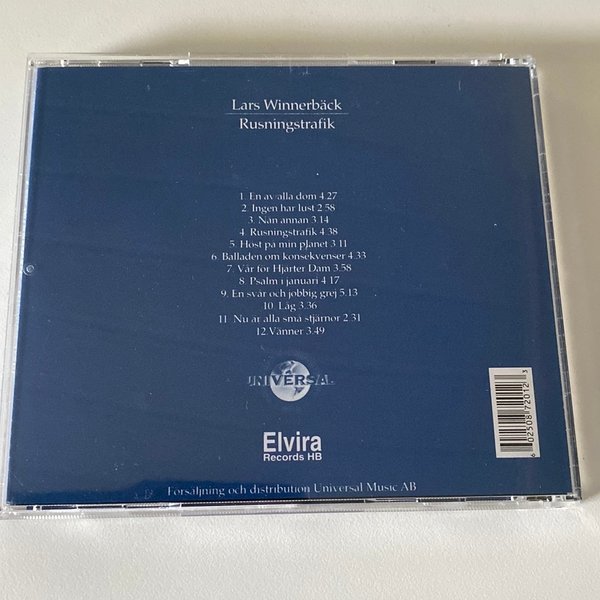 Lars Winnerbäck
Rusningstrafik
1. En av alla dom 4.27
2. Ingen har lust 2.58
3. Nån annan 3.14
4. Rusningstrafik 4.38
5. Höst på min planet 3.11
6. Balladen om konsekvenser 4.33
7. Vår för Hjärter Dam 3.58
8. Psalm i januari 4.17
9. En svår och jobbig grej 5.13
10. Låg 3.36
11. Nu är alla små stjärnor 2.31
12. Vänner 3.49
UNIVERSAL
Elvira
Records HB
Försäljning och distribution Universal Music AB
6 02508 72012 3